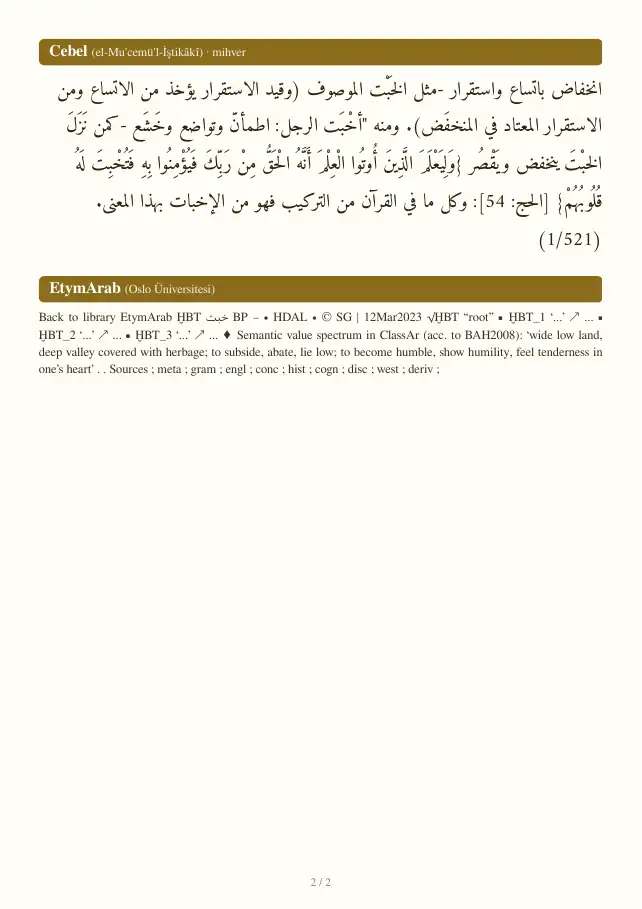 Cebel (el-Mu'cemü'l-İştikâkî) · mihver
انخفاض باتساع واستقرار -مثل الخَبْت الموصوف (وقيد الاستقرار يؤخذ من الاتساع ومن
الاستقرار المعتاد في المنخفَض). ومنه "أخْبَت الرجل: اطمأنّ وتواضع وخَشَع -كمن نَزَلَ
الخَبْتَ ينخفض ويَقْصُر {وَلِيَعْلَمَ الَّذِينَ أُوتُوا الْعِلْمَ أَنَّهُ الْحَقُّ مِنْ رَبِّكَ فَيُؤْمِنُوا بِهِ فَتُخْبِتَ لَهُ
قُلُوبُهُمْ} [الحج: 54]: وكل ما في القرآن من التركيب فهو من الإخبات بهذا المعنى.
(1/521)
EtymArab (Oslo Üniversitesi)
Back to library EtymArab ḪBT خبت BP – • HDAL • © SG | 12Mar2023 √ḪBT “root” ▪ ḪBT_1 ‘...’ ↗ ... ▪
ḪBT_2 ‘...’ ↗ ... ▪ ḪBT_3 ‘...’ ↗ ... ♦ Semantic value spectrum in ClassAr (acc. to BAH2008): ‘wide low land,
deep valley covered with herbage; to subside, abate, lie low; to become humble, show humility, feel tenderness in
one’s heart’ . . Sources ; meta ; gram ; engl ; conc ; hist ; cogn ; disc ; west ; deriv ;
2 / 2